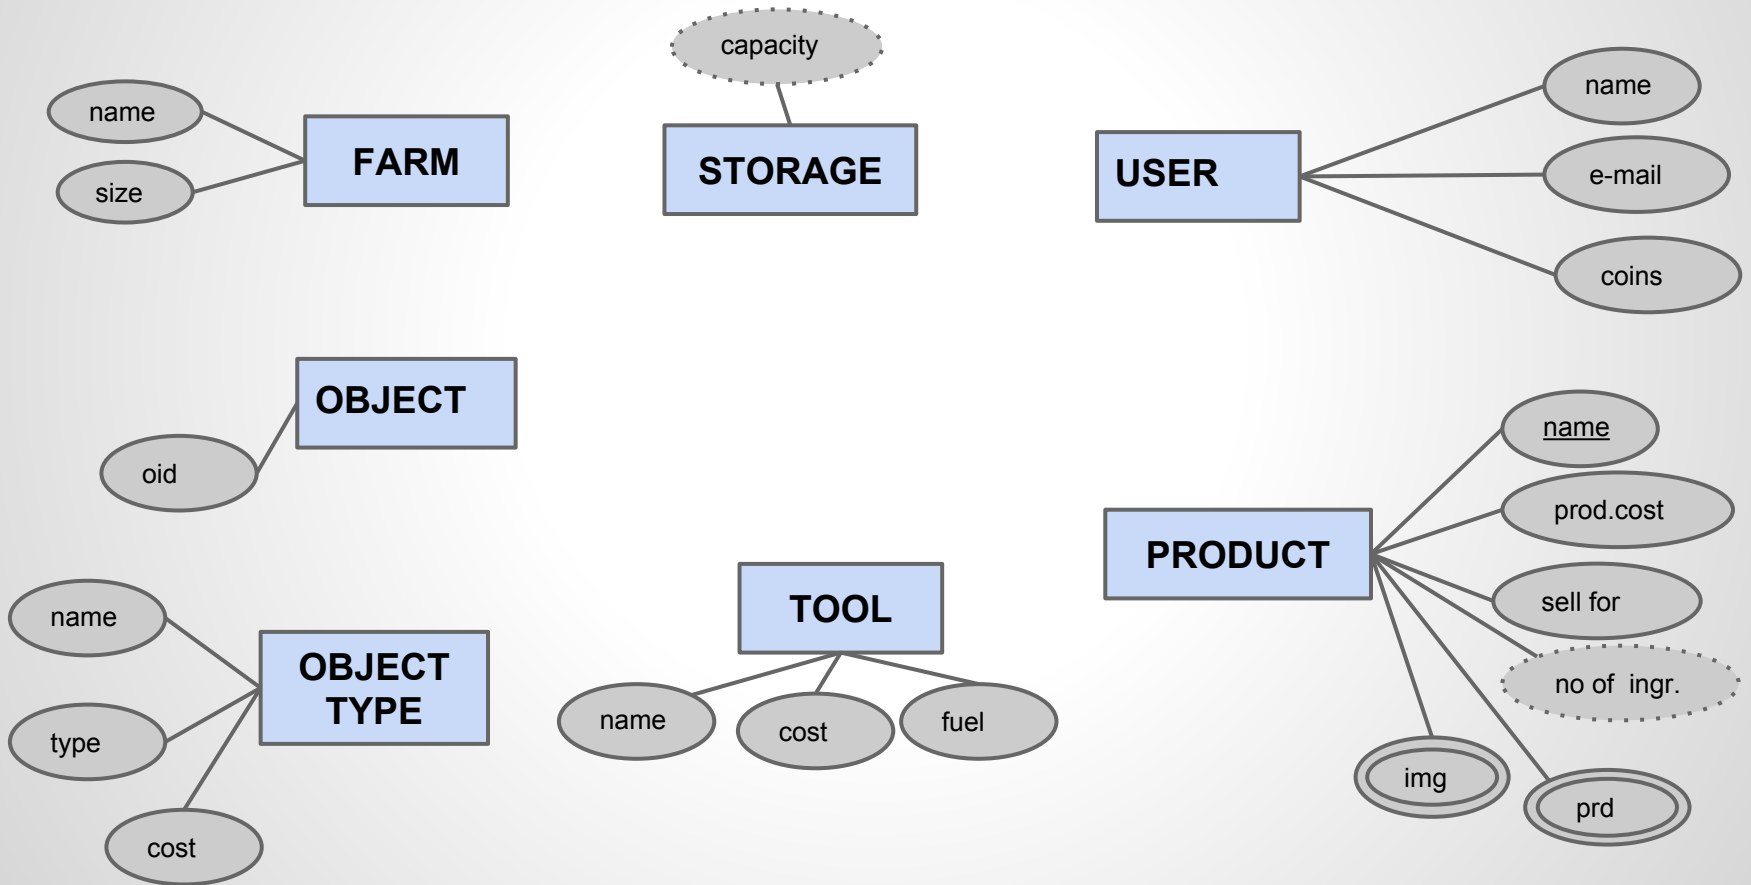 capacity
name
FARM
size
STORAGE
USER
name
e-mail
coins
OBJECT
oid
name
prod.cost
PRODUCT
sell for
no of ingr.
img
prd
name
OBJECT
TYPE
type
cost
TOOL
name
cost
fuel